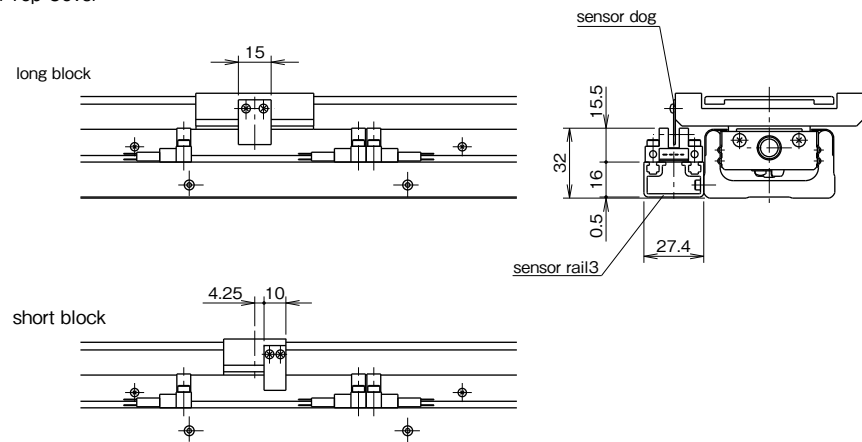 Top Cover
sensor dog
15
long block
15.5
32
16
0.5
27.4
sensor rail3
4.25
10
short block